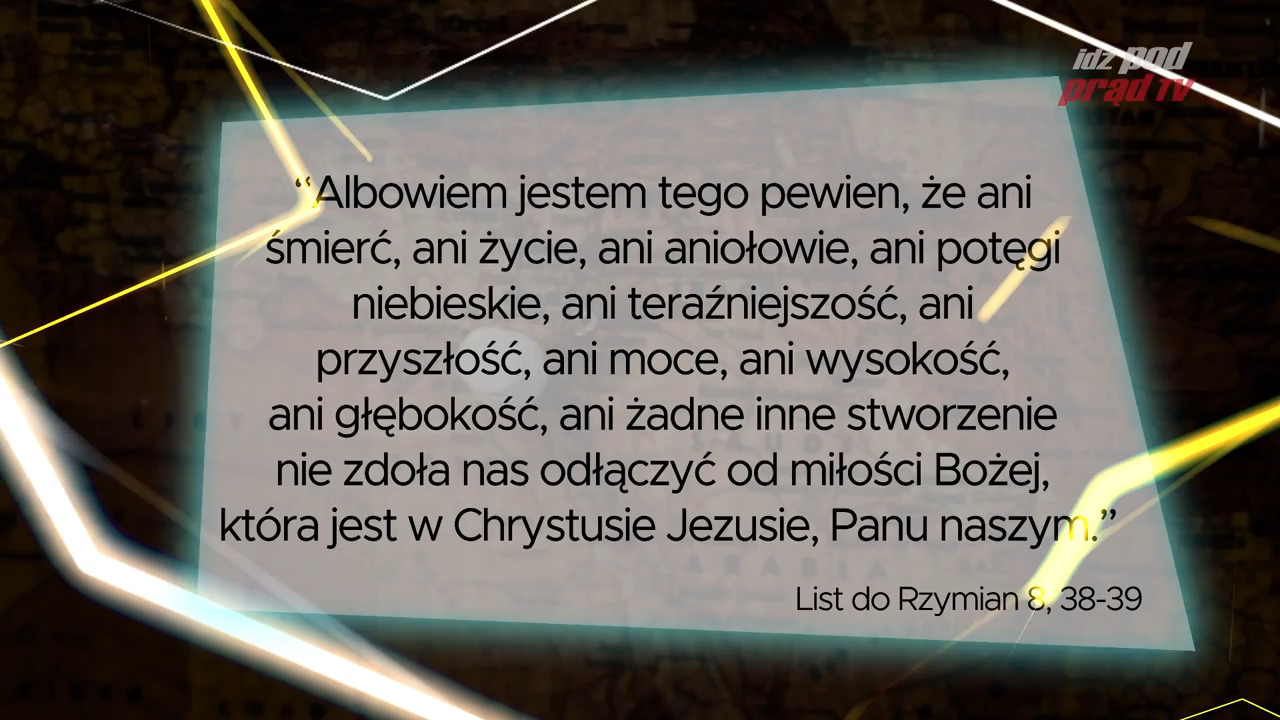 idź pod
prąd TV
“Albowiem jestem tego pewien, że ani
śmierć, ani życie, ani aniołowie, ani potęgi
niebieskie, ani teraźniejszość, ani
przyszłość, ani moce, ani wysokość,
ani głębokość, ani żadne inne stworzenie
nie zdoła nas odłączyć od miłości Bożej,
która jest w Chrystusie Jezusie, Panu naszym.”
List do Rzymian 8, 38-39